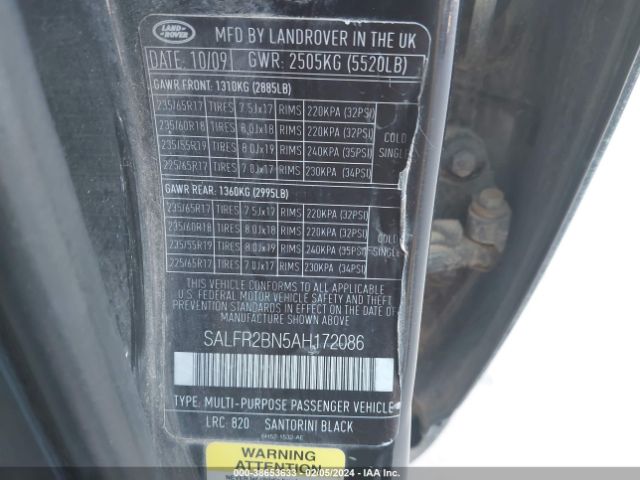 LAND ROVER
MFD BY LANDROVER IN THE UK
DATE: 10/09 GWR: 2505KG (5520LB)
GAWR FRONT: 1310KG (2885LB)
235/65R17 TIRES 7.5Jx17 RIMS 220KPA (32PSI)
235/60R18 TIRES 8.0Jx18 RIMS 220KPA (32PSI) COLD
235/55R19 TIRES 8.0Jx19 RIMS 240KPA (35PSI) SINGLE
225/65R17 TIRES 7.0Jx17 RIMS 230KPA (34PSI)
GAWR REAR: 1360KG (2995LB)
235/65R17 TIRES 7.5Jx17 RIMS 220KPA (32PSI)
235/60R18 TIRES 8.0Jx18 RIMS 220KPA (32PSI) COLD
235/55R19 TIRES 8.0Jx19 RIMS 240KPA (35PSI) SINGLE
225/65R17 TIRES 7.0Jx17 RIMS 230KPA (34PSI)
THIS VEHICLE CONFORMS TO ALL APPLICABLE
U.S. FEDERAL MOTOR VEHICLE SAFETY AND THEFT
PREVENTION STANDARDS IN EFFECT ON THE DATE OF
MANUFACTURE SHOWN ABOVE
SALFR2BN5AH172086
TYPE: MULTI-PURPOSE PASSENGER VEHICLE
LRC: 820 SANTORINI BLACK
6H52-1532-AE
WARNING
ATTENTION
#38653633 - 02/05/2024 - IAA Inc.